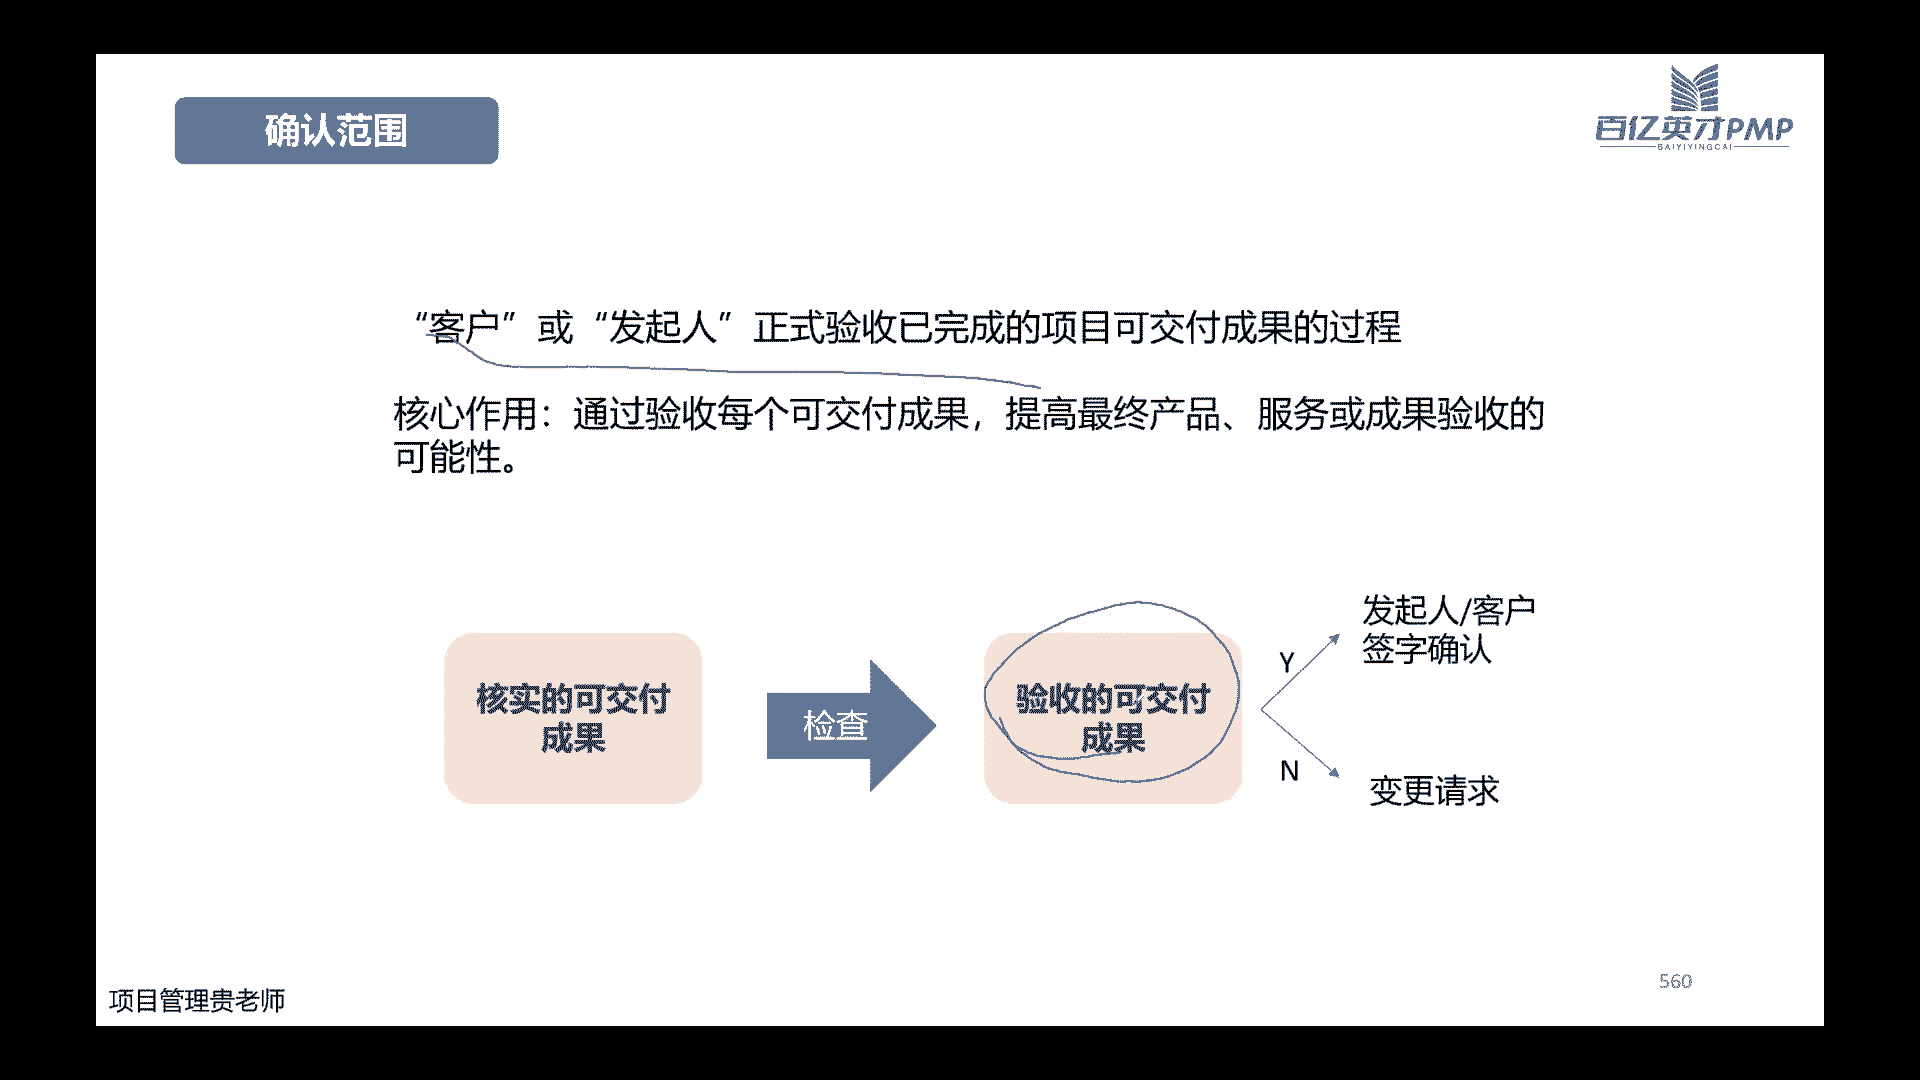 确认范围
百亿英才PMP
BAIYIYINGCAI
“客户”或“发起人”正式验收已完成的项目可交付成果的过程
核心作用：通过验收每个可交付成果，提高最终产品、服务或成果验收的
可能性。
核实的可交付
成果
检查
验收的可交付
成果
Y
发起人/客户
签字确认
N
变更请求
560
项目管理贵老师